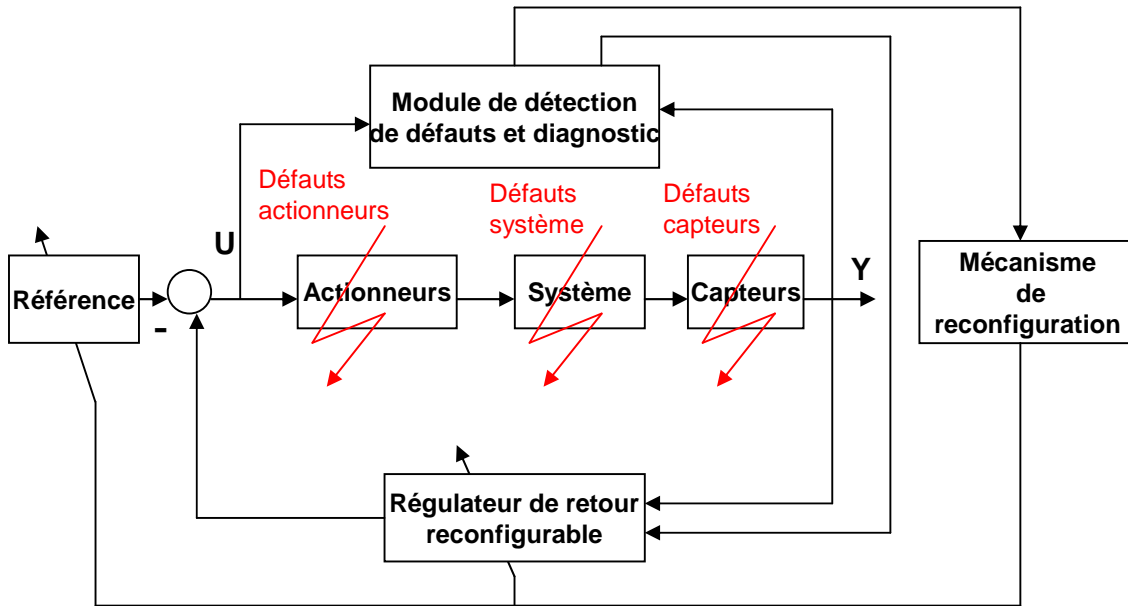 Module de détection
de défauts et diagnostic
Défauts
actionneurs
Défauts
système
Défauts
capteurs
U
Y
Référence
-
Actionneurs
Système
Capteurs
Mécanisme
de
reconfiguration
Régulateur de retour
reconfigurable